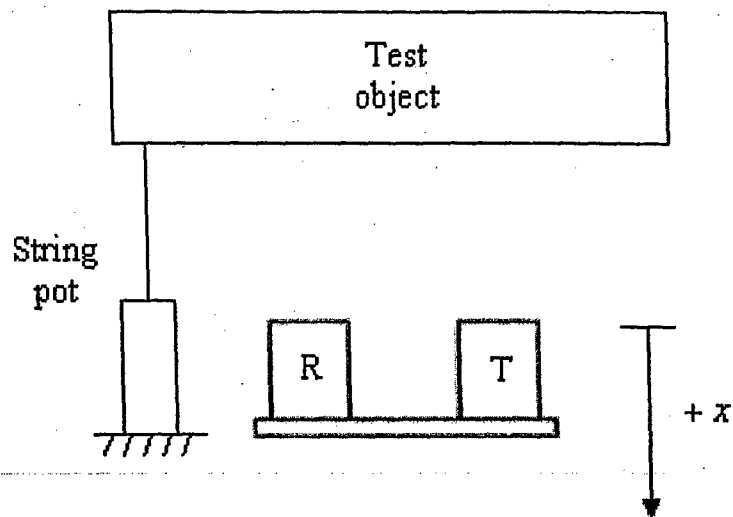 Test
object
String
pot
R
T
+ x